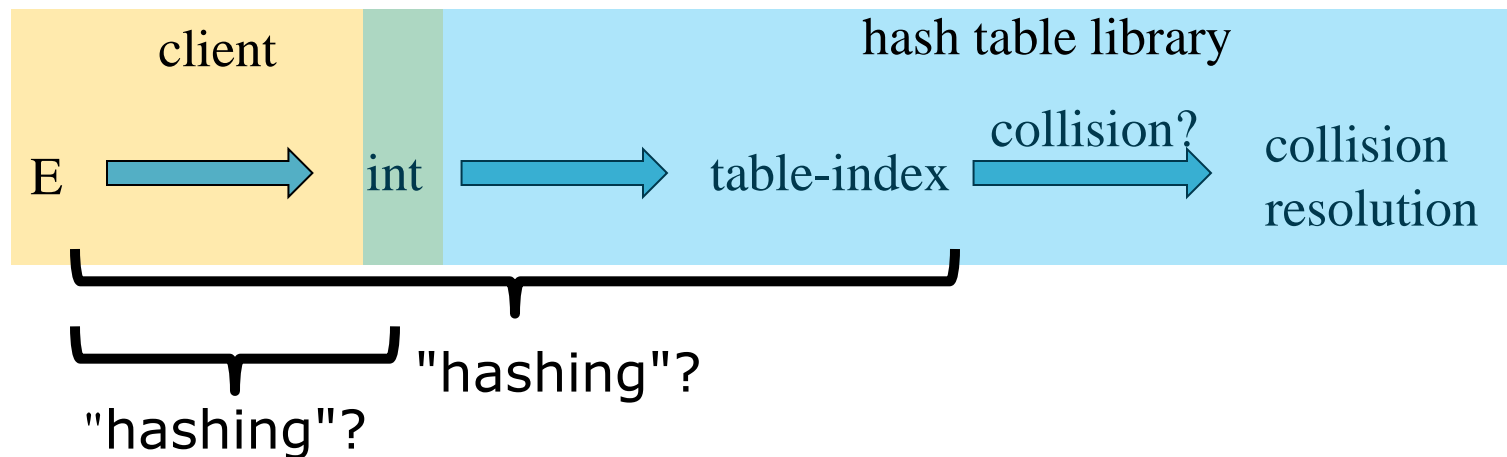 client
hash table library
E
int
table-index
collision?
collision
resolution
"hashing"?
"hashing"?